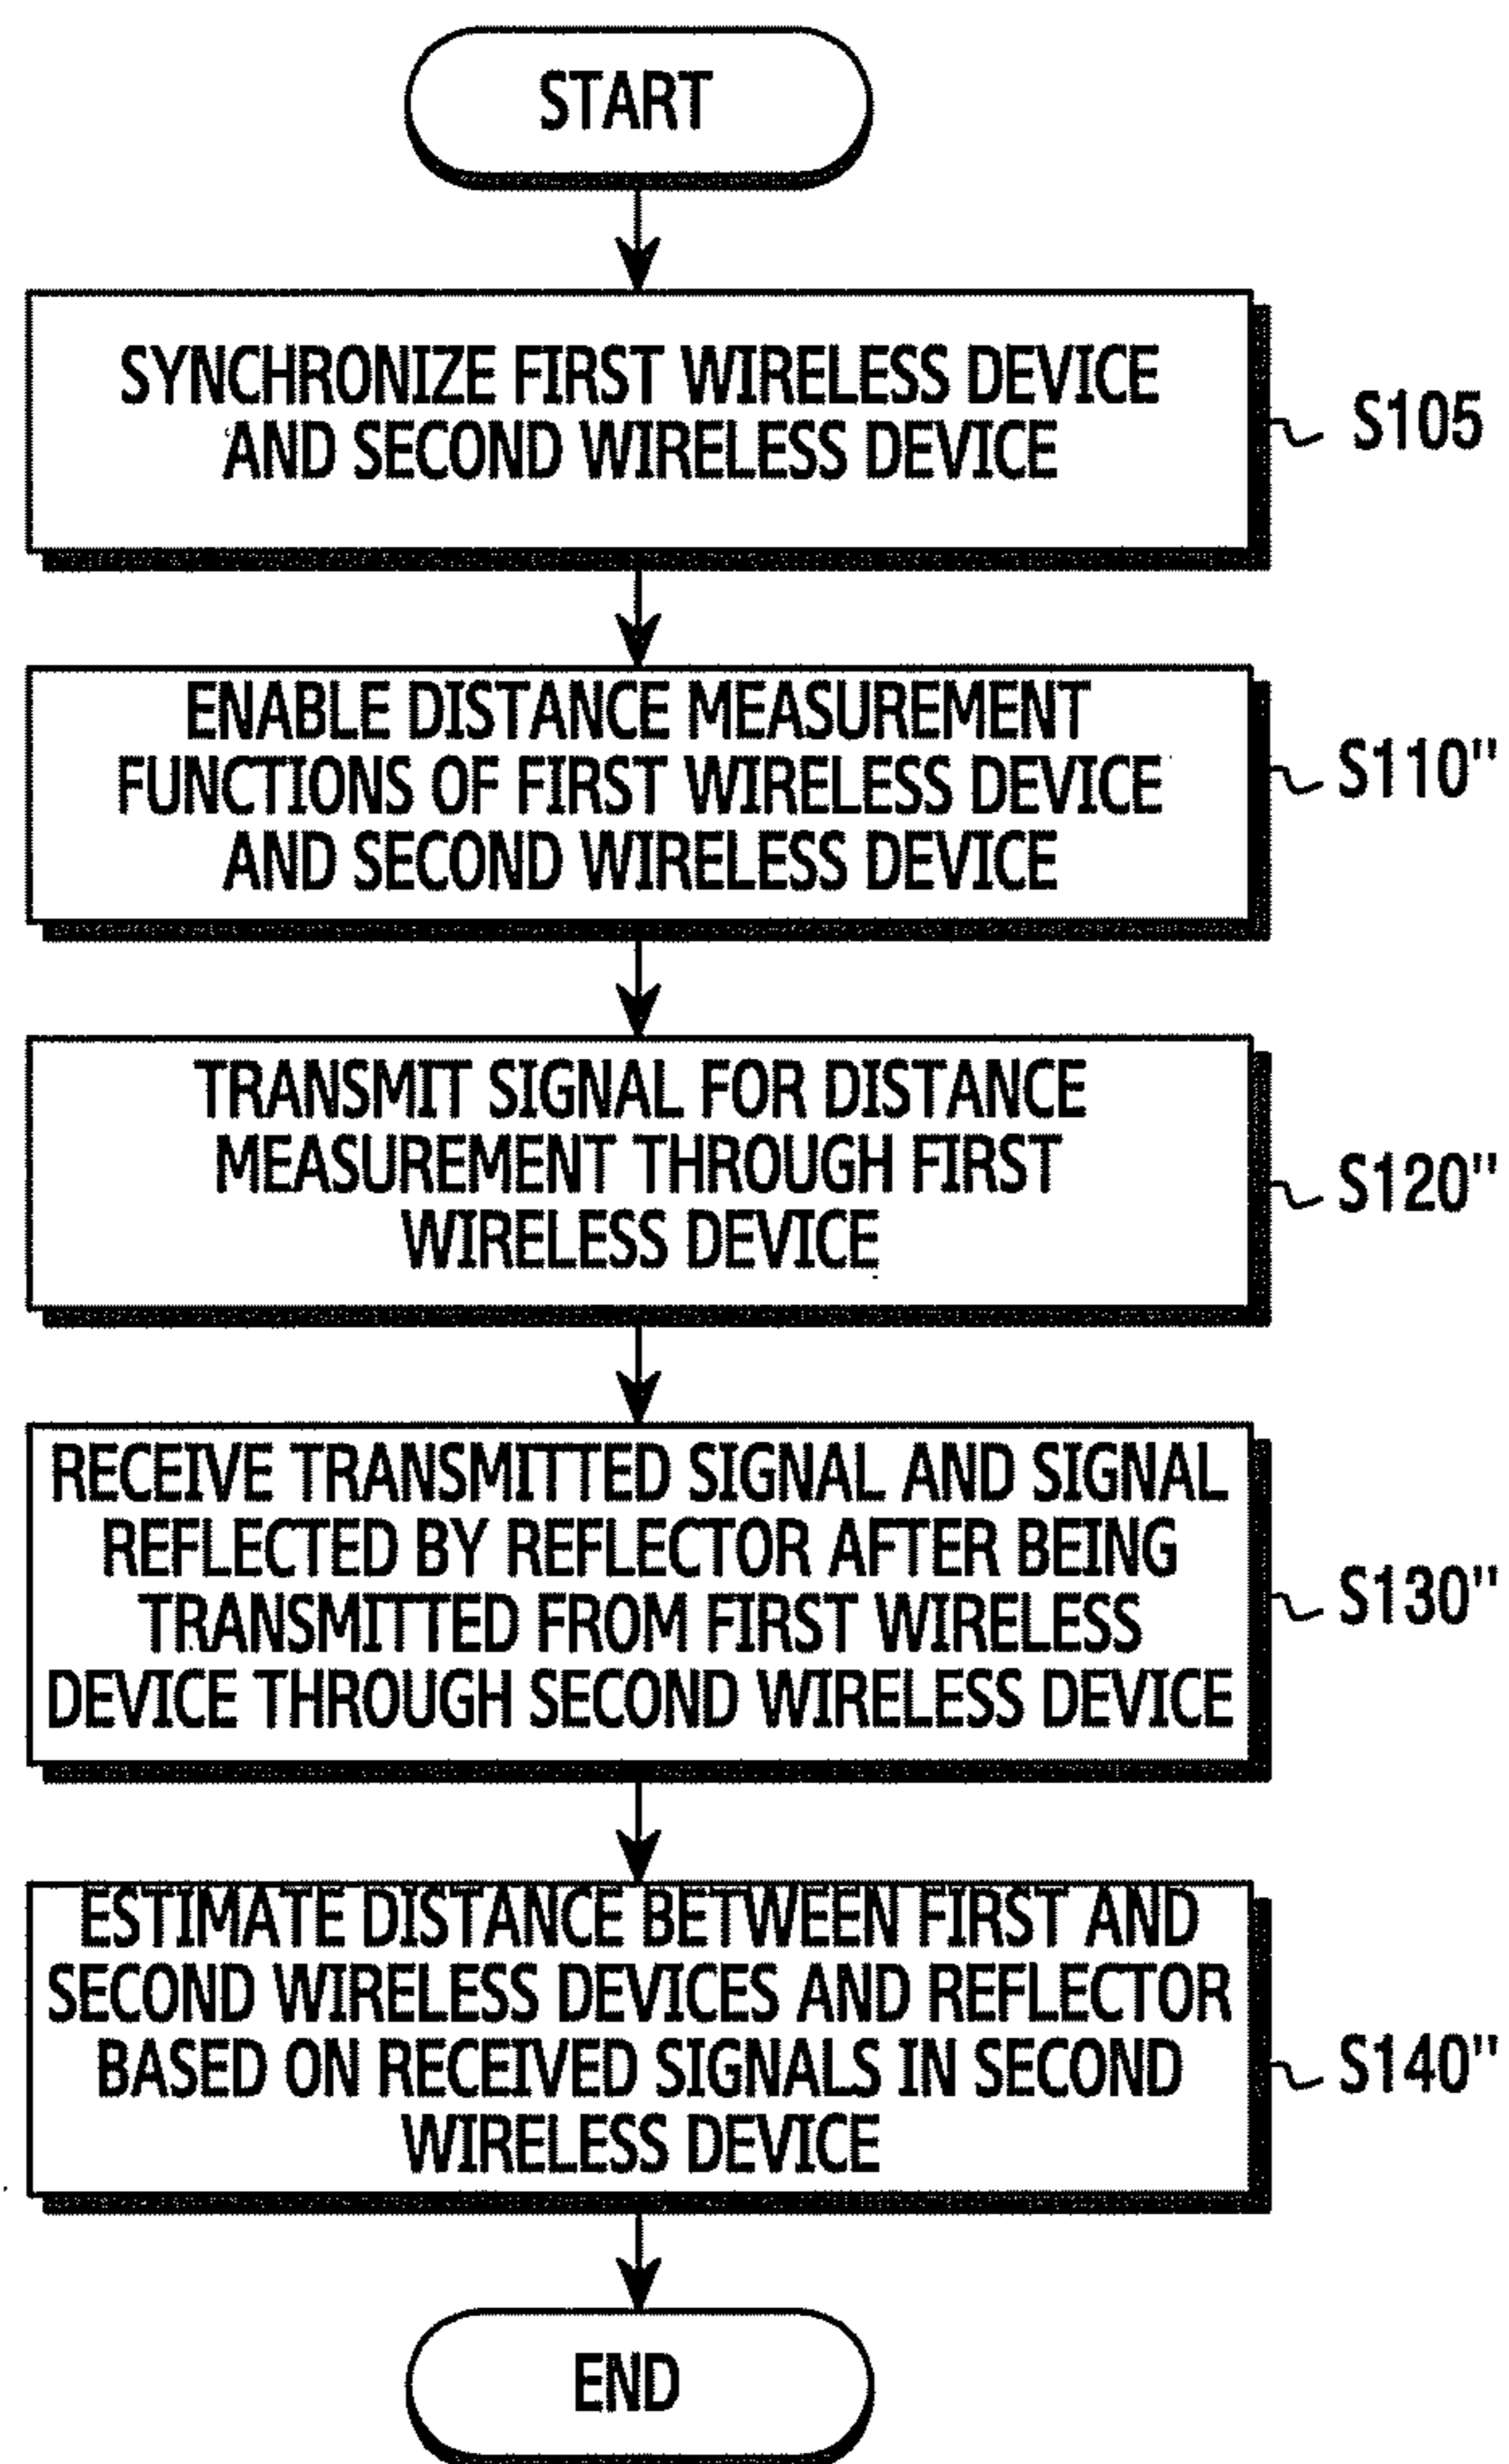 START
SYNCHRONIZE FIRST WIRELESS DEVICE
AND SECOND WIRELESS DEVICE
S105
ENABLE DISTANCE MEASUREMENT
FUNCTIONS OF FIRST WIRELESS DEVICE
AND SECOND WIRELESS DEVICE
S110"
TRANSMIT SIGNAL FOR DISTANCE
MEASUREMENT THROUGH FIRST
WIRELESS DEVICE
S120"
RECEIVE TRANSMITTED SIGNAL AND SIGNAL
REFLECTED BY REFLECTOR AFTER BEING
TRANSMITTED FROM FIRST WIRELESS
DEVICE THROUGH SECOND WIRELESS DEVICE
S130"
ESTIMATE DISTANCE BETWEEN FIRST AND
SECOND WIRELESS DEVICES AND REFLECTOR
BASED ON RECEIVED SIGNALS IN SECOND
WIRELESS DEVICE
S140"
END